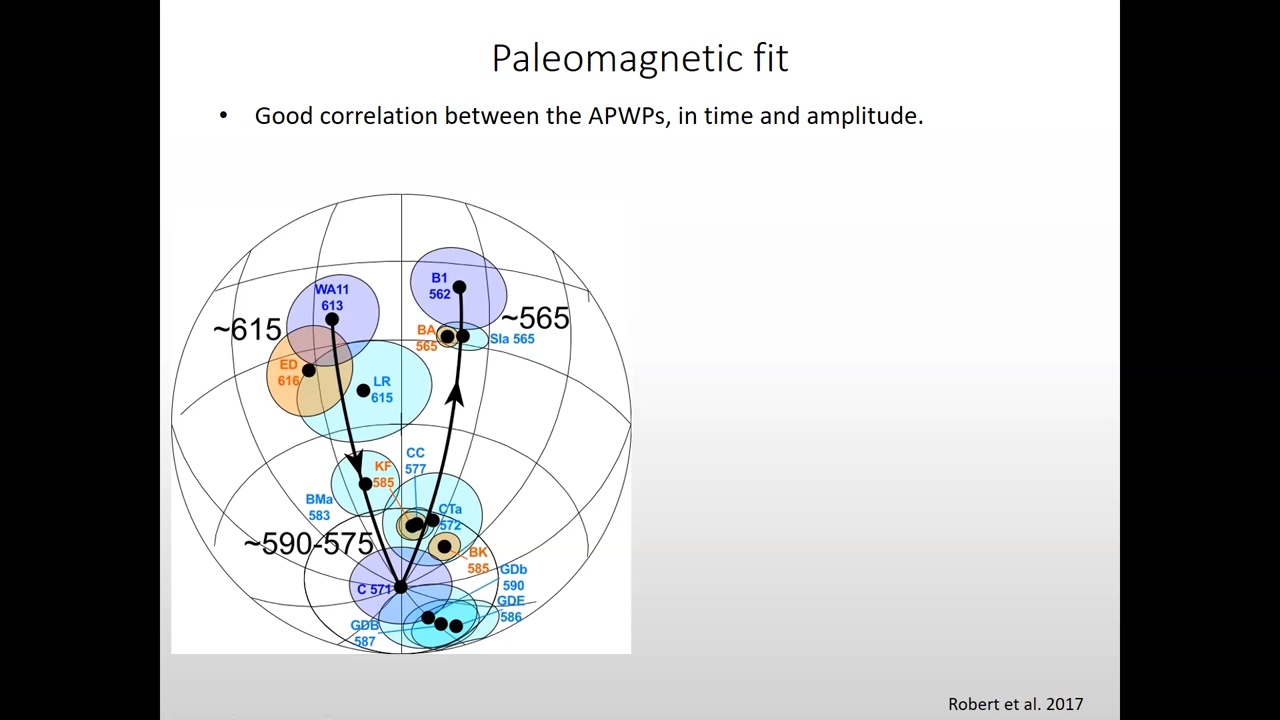 Paleomagnetic fit
• Good correlation between the APWPs, in time and amplitude.
B1
562
WA11
613
~615
~565
BA
565
Sla 565
ED
616
LR
615
CC
577
KF
585
BMa
583
CTa
572
~590-575
BK
585
GDb
590
C 571
GDE
586
GDB
587
Robert et al. 2017